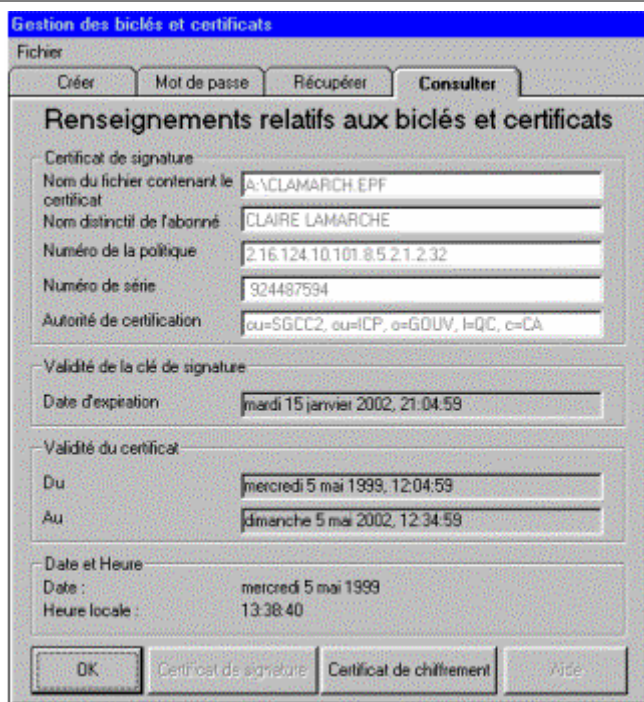 Gestion des biclés et certificats
Fichier
Créer Mot de passe Récupérer Consulter
Renseignements relatifs aux biclés et certificats
Certificat de signature
Nom du fichier contenant le certificat A:\CLAMARCH.EPF
Nom distinctif de l'abonné CLAIRE LAMARCHE
Numéro de la politique 2.16.124.10.101.8.5.2.1.2.32
Numéro de série 924487594
Autorité de certification ou=SGCC2, ou=ICP, o=GOUV, l=QC, c=CA
Validité de la clé de signature
Date d'expiration mardi 15 janvier 2002, 21:04:59
Validité du certificat
Du mercredi 5 mai 1999, 12:04:59
Au dimanche 5 mai 2002, 12:34:59
Date et Heure
Date : mercredi 5 mai 1999
Heure locale : 13:38:40
OK Certificat de signature Certificat de chiffrement Aide